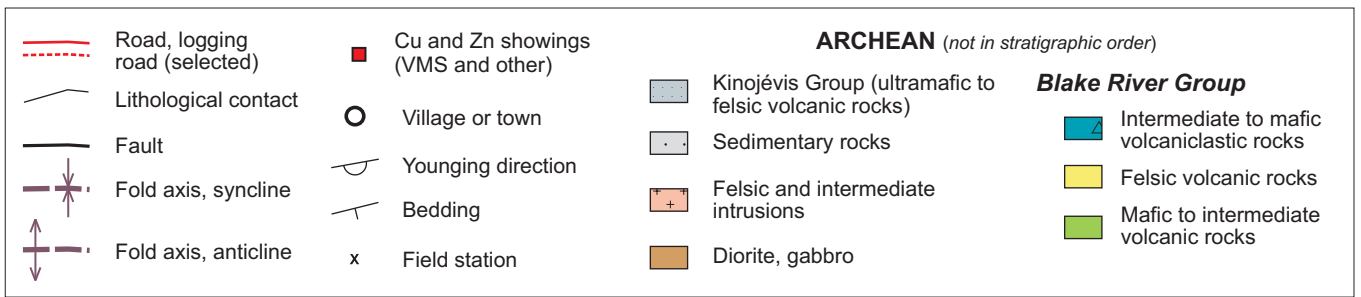 Road, logging
road (selected)
Lithological contact
Fault
Fold axis, syncline
Fold axis, anticline
Cu and Zn showings
(VMS and other)
Village or town
Younging direction
Bedding
x Field station
ARCHEAN (not in stratigraphic order)
Kinojévis Group (ultramafic to
felsic volcanic rocks)
Sedimentary rocks
Felsic and intermediate
intrusions
Diorite, gabbro
Blake River Group
Intermediate to mafic
volcaniclastic rocks
Felsic volcanic rocks
Mafic to intermediate
volcanic rocks